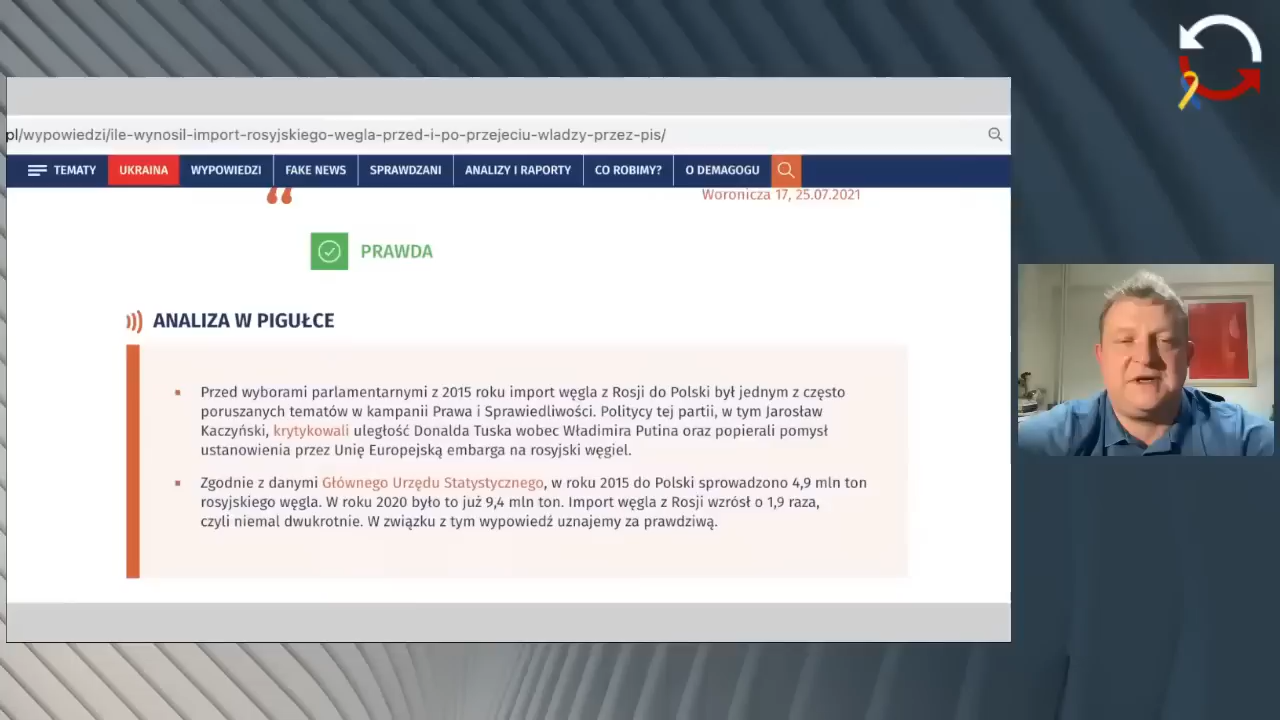 pl/wypowiedzi/ile-wynosil-import-rosyjskiego-wegla-przed-i-po-przejeciu-wladzy-przez-pis/
TEMATY UKRAINA WYPOWIEDZI FAKE NEWS SPRAWDZANI ANALIZY I RAPORTY CO ROBIMY? O DEMAGOGU
Woronicza 17, 25.07.2021
PRAWDA
ANALIZA W PIGUŁCE
Przed wyborami parlamentarnymi z 2015 roku import węgla z Rosji do Polski był jednym z często
poruszanych tematów w kampanii Prawa i Sprawiedliwości. Politycy tej partii, w tym Jarosław
Kaczyński, krytykowali uległość Donalda Tuska wobec Władimira Putina oraz popierali pomysł
ustanowienia przez Unię Europejską embarga na rosyjski węgiel.
Zgodnie z danymi Głównego Urzędu Statystycznego, w roku 2015 do Polski sprowadzono 4,9 mln ton
rosyjskiego węgla. W roku 2020 było to już 9,4 mln ton. Import węgla z Rosji wzrósł o 1,9 raza,
czyli niemal dwukrotnie. W związku z tym wypowiedź uznajemy za prawdziwą.